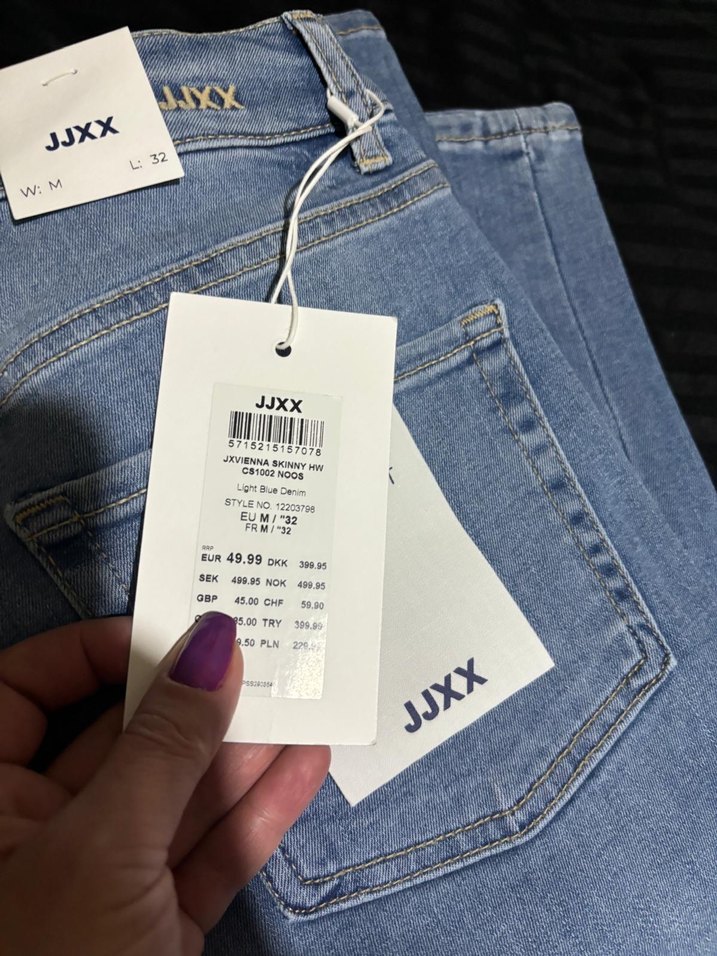 JJXX
JJXX
W: M L: 32
JJXX
5715215157078
JXVIENNA SKINNY HW
CS1002 NOOS
Light Blue Denim
STYLE NO. 12203798
EU M / "32
FR M / "32
RRP
EUR 49.99 DKK 399.95
SEK 499.95 NOK 499.95
GBP 45.00 CHF 59.90
TRY 399.99
PLN
JJXX